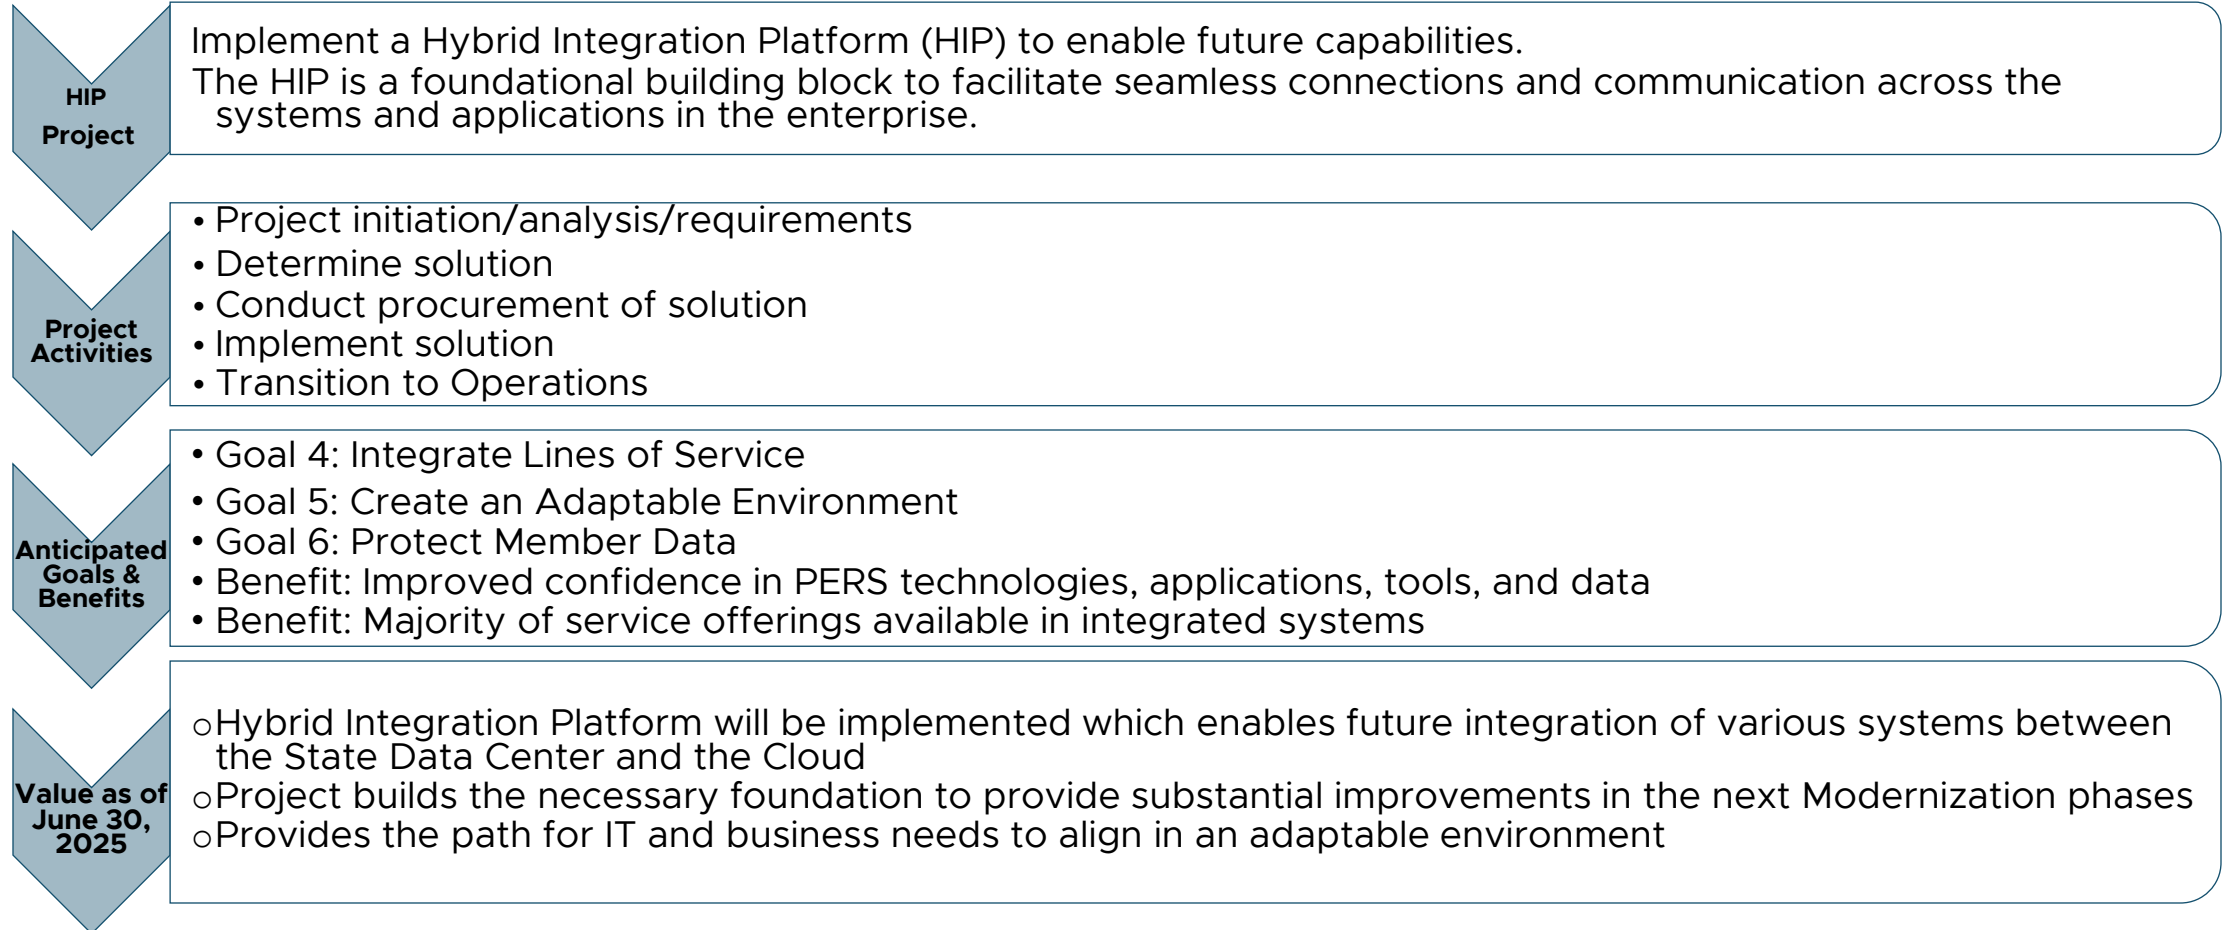 HIP
Project
Implement a Hybrid Integration Platform (HIP) to enable future capabilities.
The HIP is a foundational building block to facilitate seamless connections and communication across the
systems and applications in the enterprise.
Project
Activities
• Project initiation/analysis/requirements
• Determine solution
• Conduct procurement of solution
• Implement solution
• Transition to Operations
Anticipated
Goals &
Benefits
• Goal 4: Integrate Lines of Service
• Goal 5: Create an Adaptable Environment
• Goal 6: Protect Member Data
• Benefit: Improved confidence in PERS technologies, applications, tools, and data
• Benefit: Majority of service offerings available in integrated systems
Value as of
June 30,
2025
○Hybrid Integration Platform will be implemented which enables future integration of various systems between
the State Data Center and the Cloud
○Project builds the necessary foundation to provide substantial improvements in the next Modernization phases
○Provides the path for IT and business needs to align in an adaptable environment